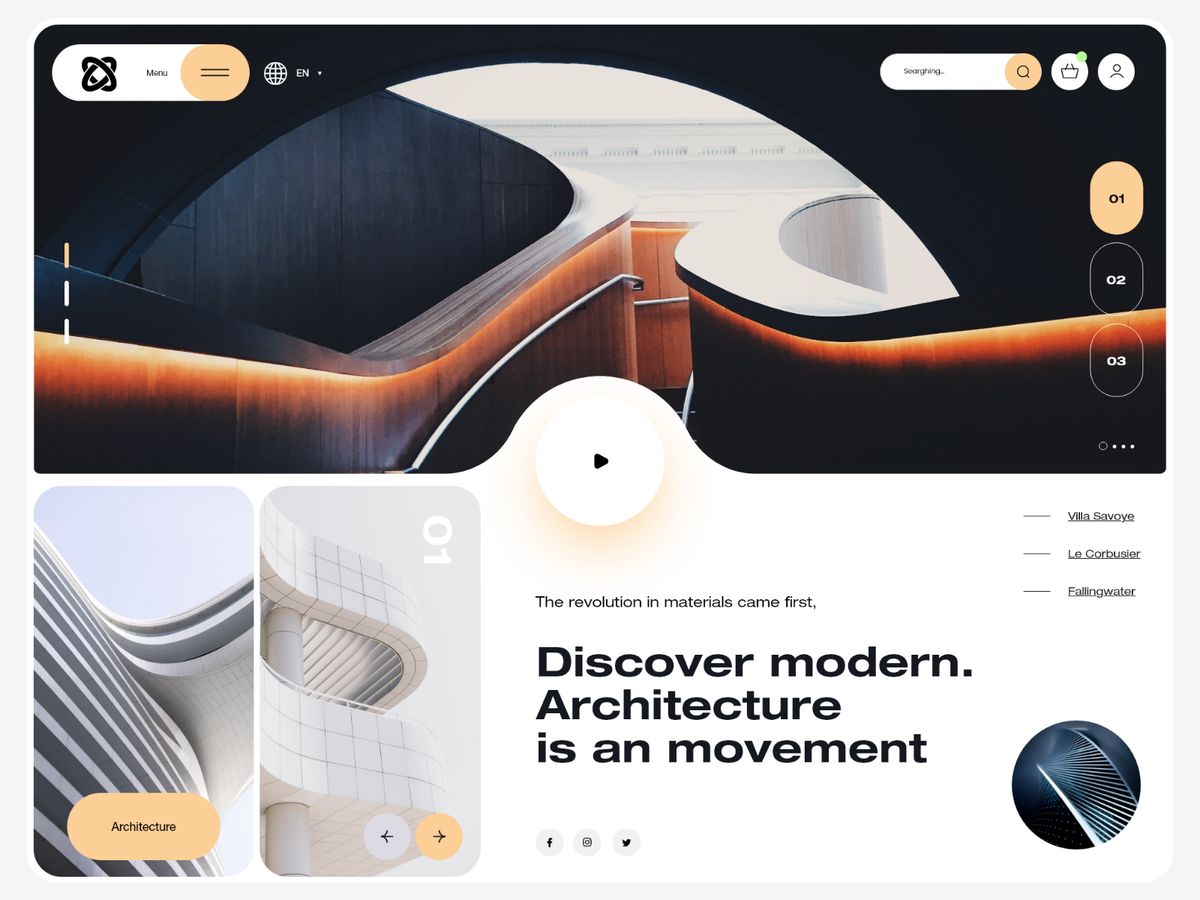 Menu
EN
Searghing...
01
02
03
01
Villa Savoye
Le Corbusier
Fallingwater
The revolution in materials came first,
Discover modern.
Architecture
is an movement
Architecture